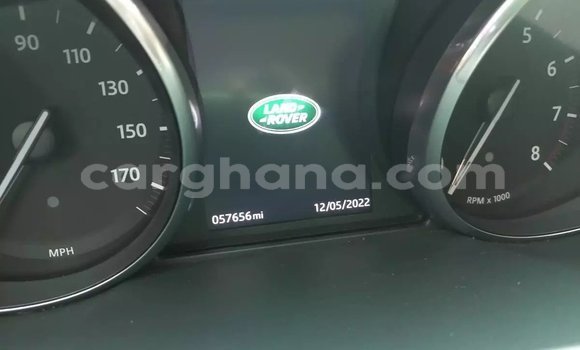 90
110
130
150
170
MPH
LAND
ROVER
057656mi
12/05/2022
5
6
7
8
RPM x 1000
carghana.com